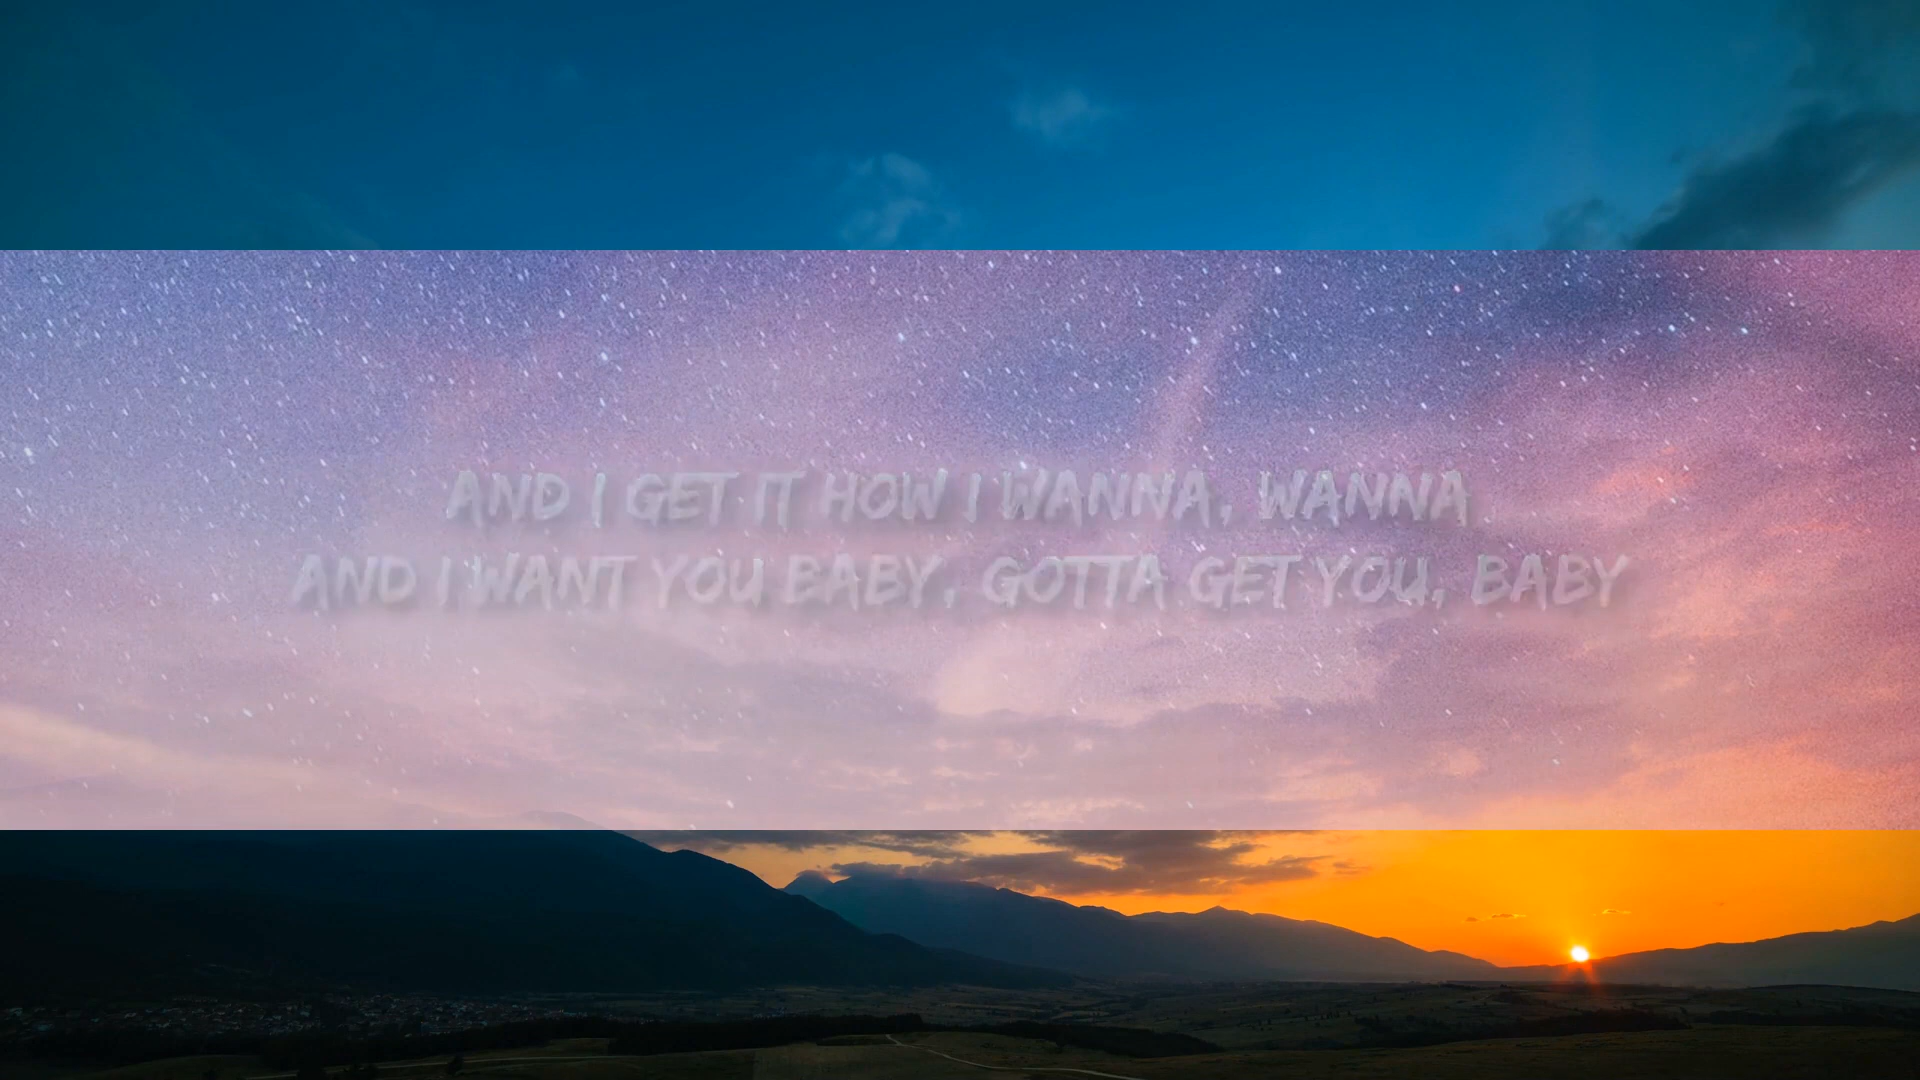 AND I GET IT HOW I WANNA, WANNA
AND I WANT YOU BABY, GOTTA GET YOU, BABY